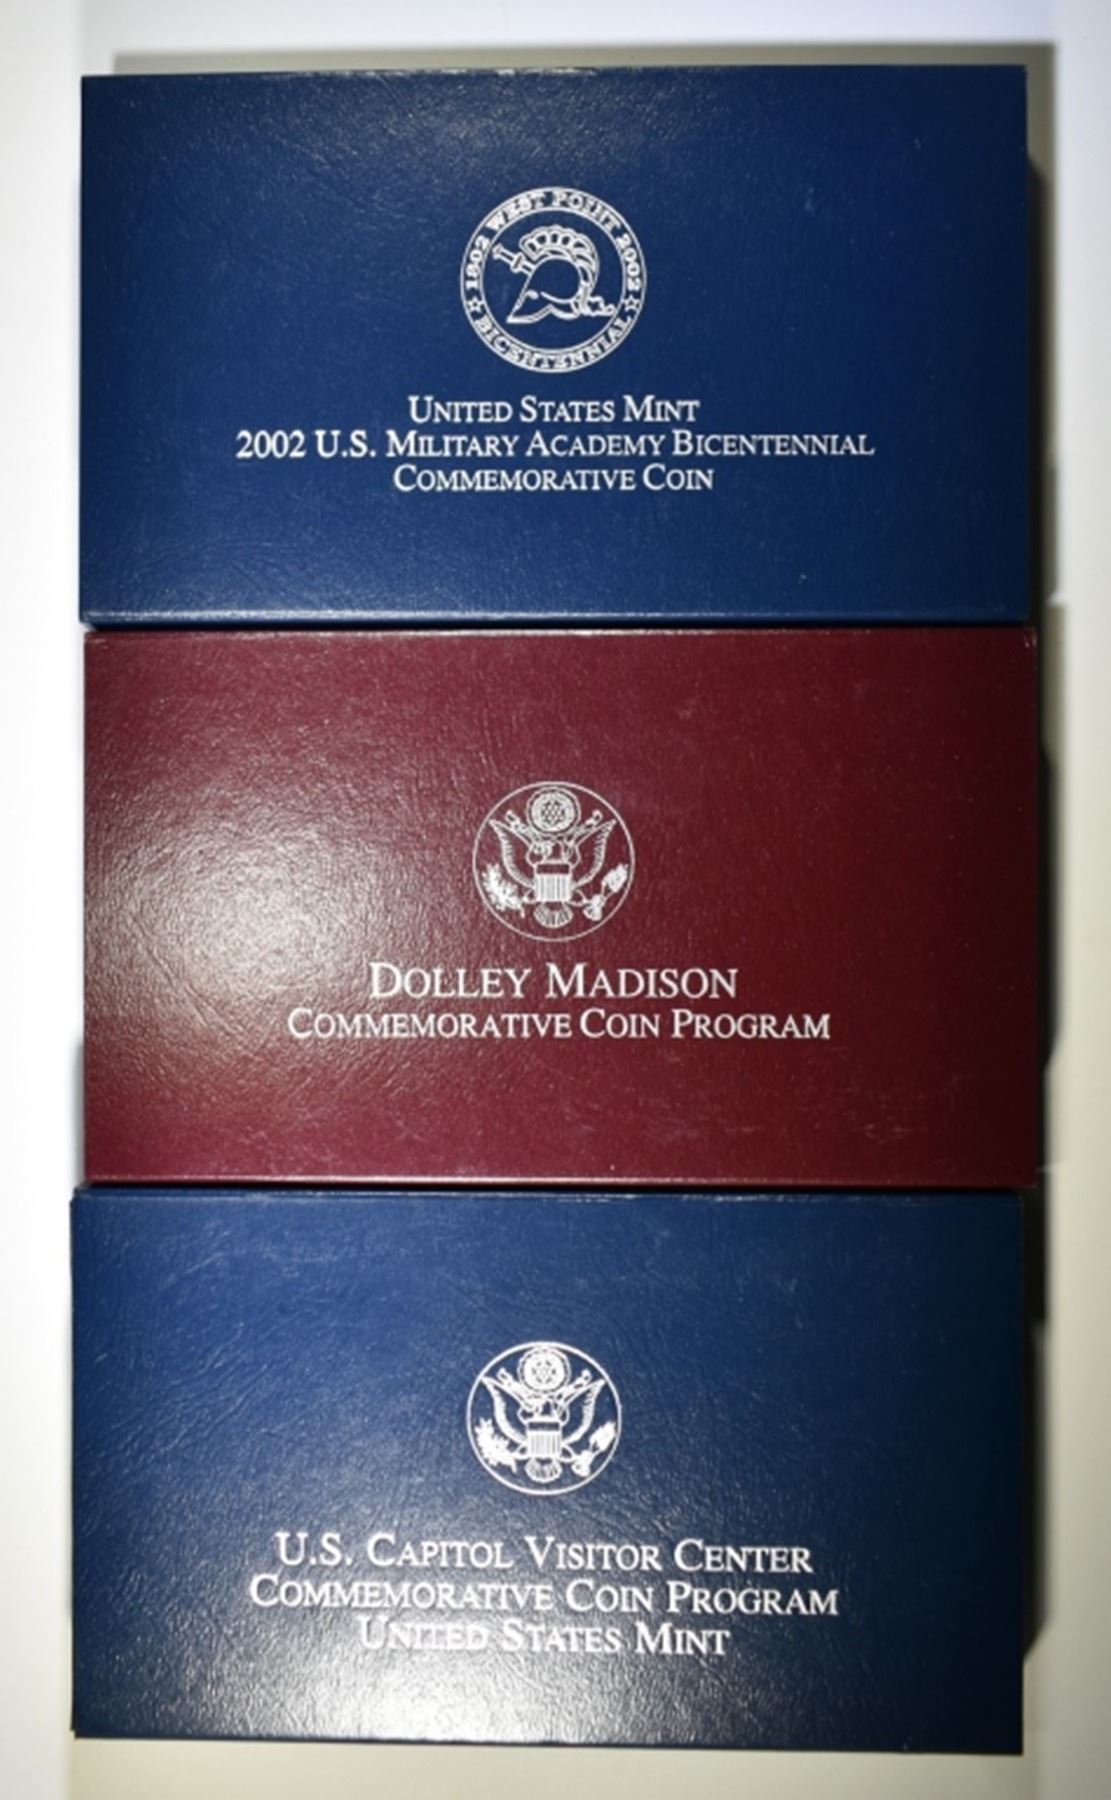 1802 WEST POINT 2002
BICENTENNIAL
UNITED STATES MINT
2002 U.S. MILITARY ACADEMY BICENTENNIAL
COMMEMORATIVE COIN
DOLLEY MADISON
COMMEMORATIVE COIN PROGRAM
U.S. CAPITOL VISITOR CENTER
COMMEMORATIVE COIN PROGRAM
UNITED STATES MINT